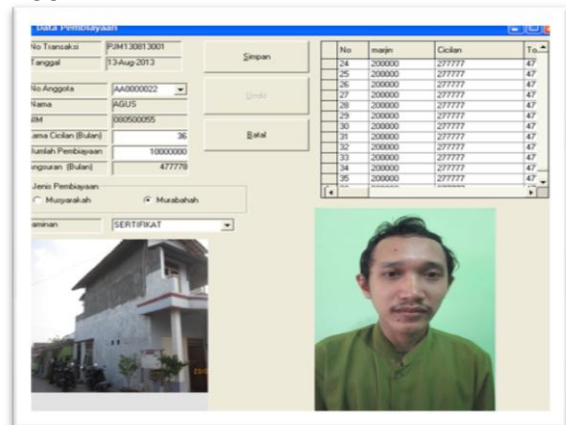 Data Pembiayaan
No Transaksi PJM130813001
Tanggal 13-Aug-2013
No Anggota AA0000022
Nama AGUS
NIM 080500055
Lama Cicilan (Bulan) 36
Jumlah Pembiayaan 10000000
Angsuran (Bulan) 477778
Jenis Pembiayaan
Musyarakah Murabahah
Jaminan SERTIFIKAT
Simpan
Undo
Batal
No marjin Cicilan To
24 200000 277777 47
25 200000 277777 47
26 200000 277777 47
27 200000 277777 47
28 200000 277777 47
29 200000 277777 47
30 200000 277777 47
31 200000 277777 47
32 200000 277777 47
33 200000 277777 47
34 200000 277777 47
35 200000 277777 47